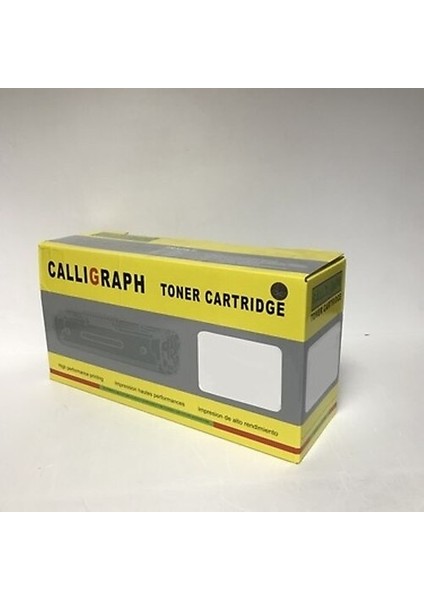 CALLIGRAPH
TONER CARTRIDGE
High performance printing
impression hautes performances
impresion de alto rendimiento
TONER CARTRIDGE